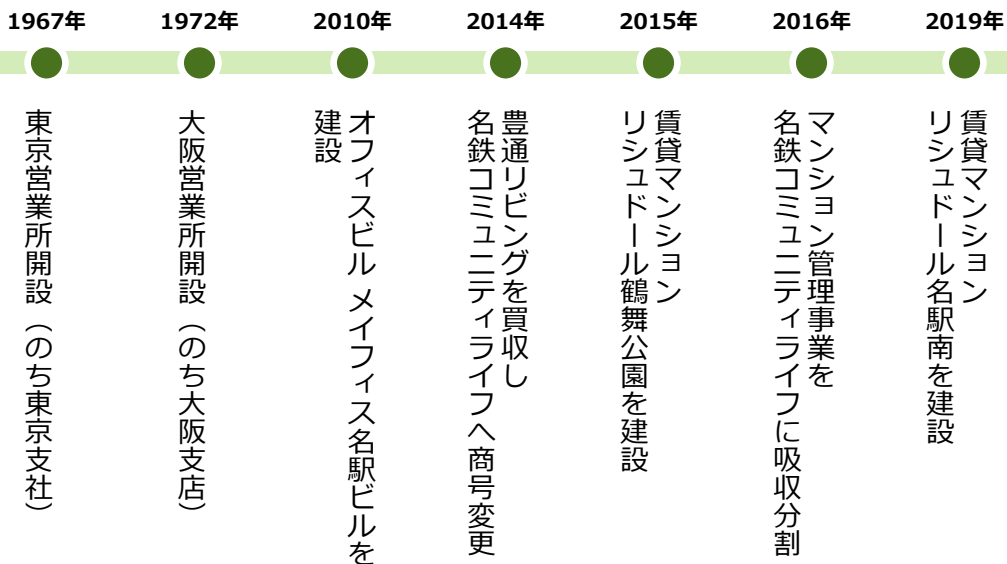 1967年
東京営業所開設（のち東京支社）
1972年
大阪営業所開設（のち大阪支店）
2010年
オフィスビル メイフィス名駅ビルを
建設
2014年
豊通リビングを買収し
名鉄コミュニティライフへ商号変更
2015年
賃貸マンション
リシュドール鶴舞公園を建設
2016年
マンション管理事業を
名鉄コミュニティライフに吸収分割
2019年
賃貸マンション
リシュドール名駅南を建設